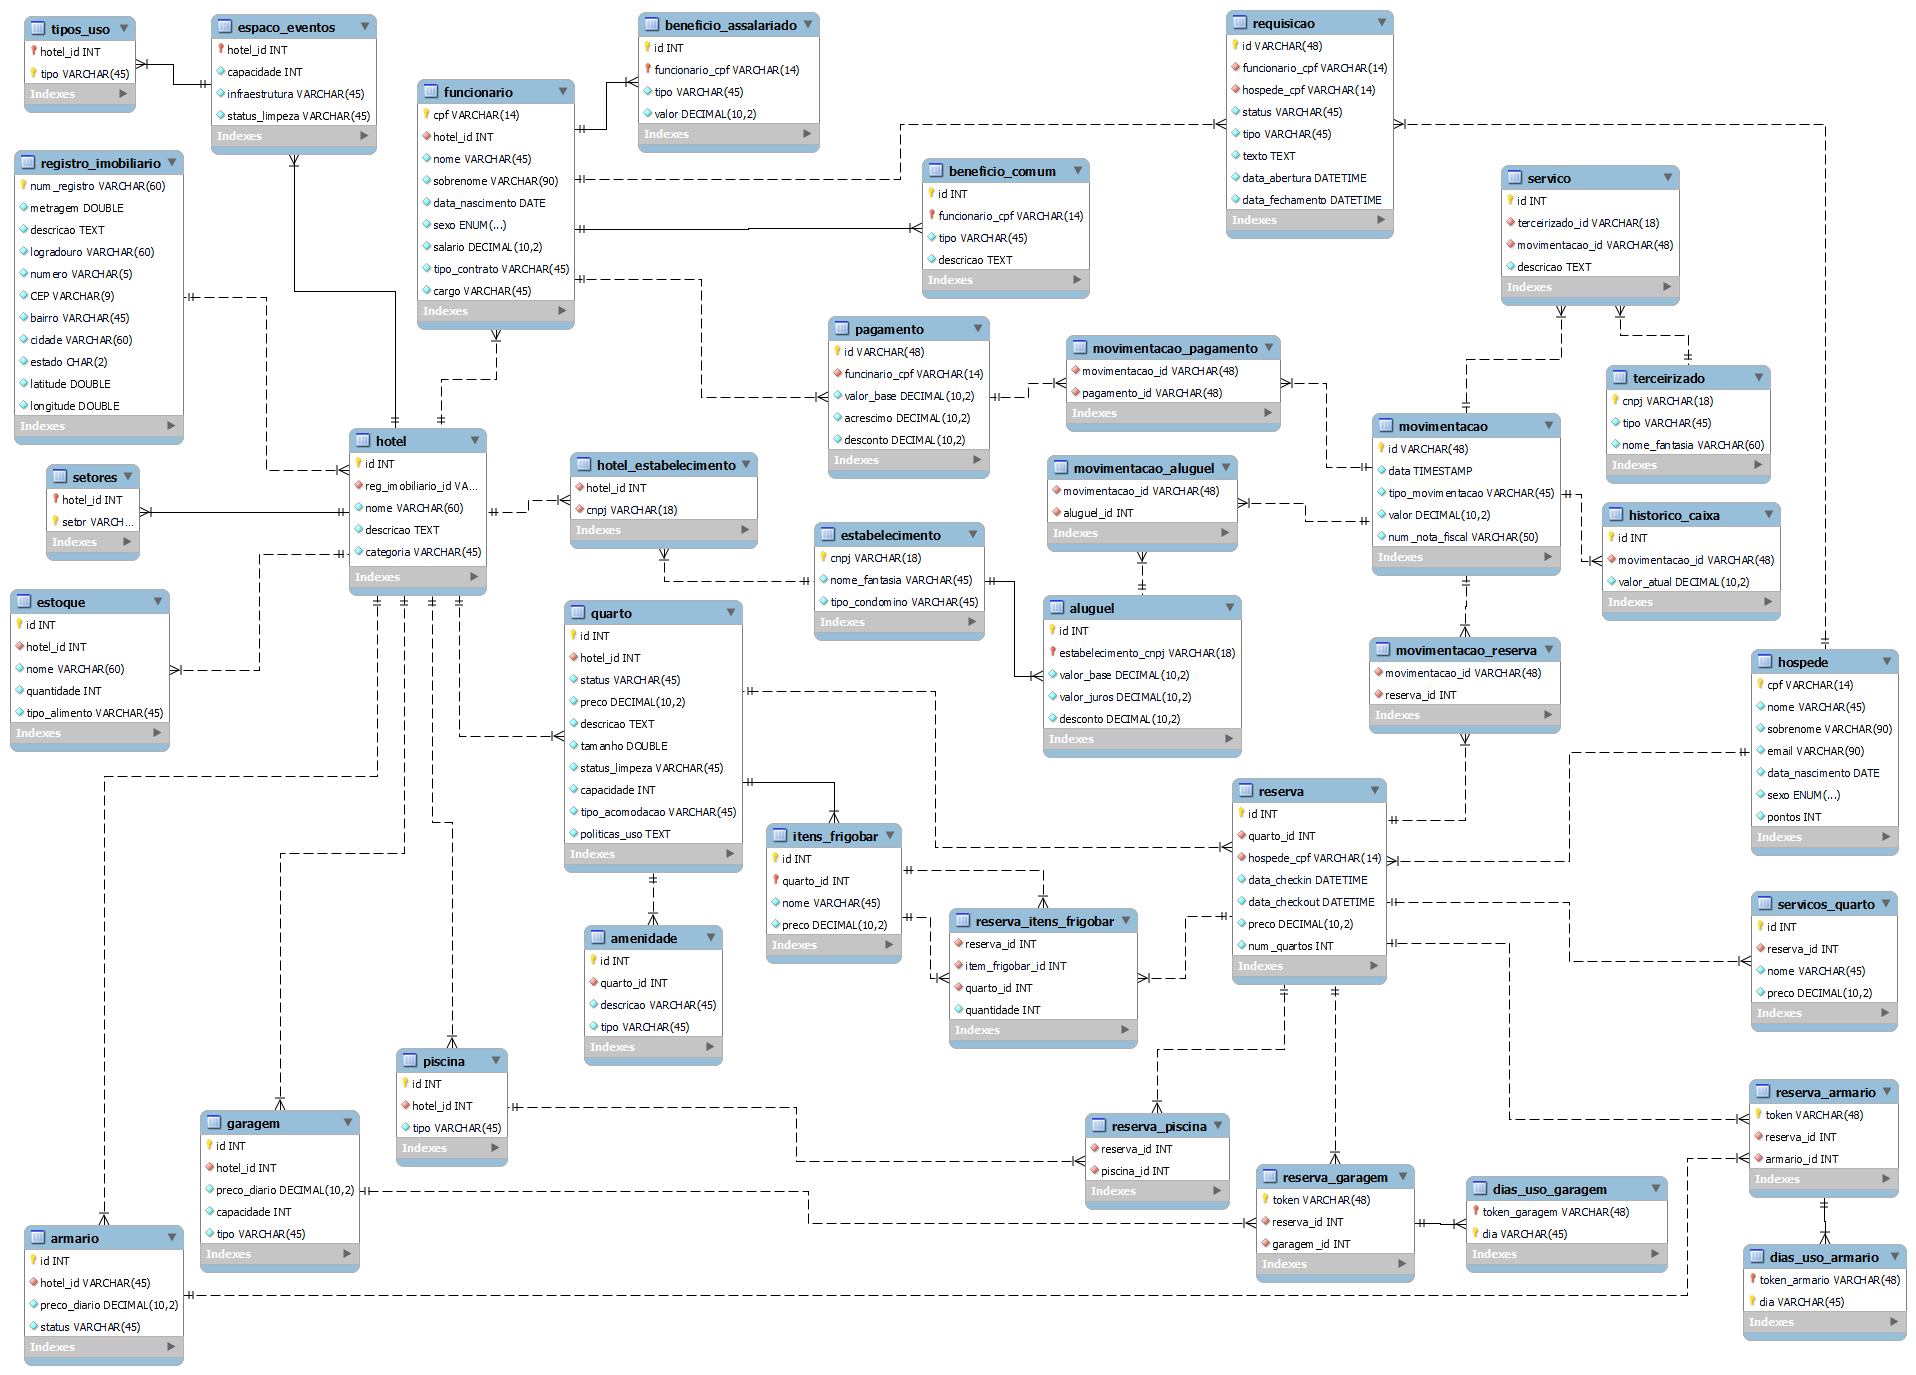 tipos_uso
hotel_id INT
tipo VARCHAR(45)
Indexes
espaco_eventos
hotel_id INT
capacidade INT
infraestrutura VARCHAR(45)
status_limpeza VARCHAR(45)
Indexes
beneficio_assalariado
id INT
funcionario_cpf VARCHAR(14)
tipo VARCHAR(45)
valor DECIMAL(10,2)
Indexes
requisicao
id VARCHAR(48)
funcionario_cpf VARCHAR(14)
hospede_cpf VARCHAR(14)
status VARCHAR(45)
tipo VARCHAR(45)
texto TEXT
data_abertura DATETIME
data_fechamento DATETIME
Indexes
funcionario
cpf VARCHAR(14)
hotel_id INT
nome VARCHAR(45)
sobrenome VARCHAR(90)
data_nascimento DATE
sexo ENUM(...)
salario DECIMAL(10,2)
tipo_contrato VARCHAR(45)
cargo VARCHAR(45)
Indexes
registro_imobiliario
num_registro VARCHAR(60)
metragem DOUBLE
descricao TEXT
logradouro VARCHAR(60)
numero VARCHAR(5)
CEP VARCHAR(9)
bairro VARCHAR(45)
cidade VARCHAR(60)
estado CHAR(2)
latitude DOUBLE
longitude DOUBLE
Indexes
beneficio_comum
id INT
funcionario_cpf VARCHAR(14)
tipo VARCHAR(45)
descricao TEXT
Indexes
servico
id INT
terceirizado_id VARCHAR(18)
movimentacao_id VARCHAR(48)
descricao TEXT
Indexes
pagamento
id VARCHAR(48)
funcinario_cpf VARCHAR(14)
valor_base DECIMAL(10,2)
acrescimo DECIMAL(10,2)
desconto DECIMAL(10,2)
Indexes
movimentacao_pagamento
movimentacao_id VARCHAR(48)
pagamento_id VARCHAR(48)
Indexes
terceirizado
cnpj VARCHAR(18)
tipo VARCHAR(45)
nome_fantasia VARCHAR(60)
Indexes
movimentacao
id VARCHAR(48)
data TIMESTAMP
tipo_movimentacao VARCHAR(45)
valor DECIMAL(10,2)
num_nota_fiscal VARCHAR(50)
Indexes
hotel
id INT
reg_imobiliario_id VA...
nome VARCHAR(60)
descricao TEXT
categoria VARCHAR(45)
Indexes
setores
hotel_id INT
setor VARCH...
Indexes
hotel_estabelecimento
hotel_id INT
cnpj VARCHAR(18)
Indexes
movimentacao_aluguel
movimentacao_id VARCHAR(48)
aluguel_id INT
Indexes
historico_caixa
id INT
movimentacao_id VARCHAR(48)
valor_atual DECIMAL(10,2)
Indexes
estabelecimento
cnpj VARCHAR(18)
nome_fantasia VARCHAR(45)
tipo_condomino VARCHAR(45)
Indexes
estoque
id INT
hotel_id INT
nome VARCHAR(60)
quantidade INT
tipo_alimento VARCHAR(45)
Indexes
quarto
id INT
hotel_id INT
status VARCHAR(45)
preco DECIMAL(10,2)
descricao TEXT
tamanho DOUBLE
status_limpeza VARCHAR(45)
capacidade INT
tipo_acomodacao VARCHAR(45)
politicas_uso TEXT
Indexes
aluguel
id INT
estabelecimento_cnpj VARCHAR(18)
valor_base DECIMAL(10,2)
valor_juros DECIMAL(10,2)
desconto DECIMAL(10,2)
Indexes
movimentacao_reserva
movimentacao_id VARCHAR(48)
reserva_id INT
Indexes
hospede
cpf VARCHAR(14)
nome VARCHAR(45)
sobrenome VARCHAR(90)
email VARCHAR(90)
data_nascimento DATE
sexo ENUM(...)
pontos INT
Indexes
reserva
id INT
quarto_id INT
hospede_cpf VARCHAR(14)
data_checkin DATETIME
data_checkout DATETIME
preco DECIMAL(10,2)
num_quartos INT
Indexes
itens_frigobar
id INT
quarto_id INT
nome VARCHAR(45)
preco DECIMAL(10,2)
Indexes
servicos_quarto
id INT
reserva_id INT
nome VARCHAR(45)
preco DECIMAL(10,2)
Indexes
reserva_itens_frigobar
reserva_id INT
item_frigobar_id INT
quarto_id INT
quantidade INT
Indexes
amenidade
id INT
quarto_id INT
descricao VARCHAR(45)
tipo VARCHAR(45)
Indexes
piscina
id INT
hotel_id INT
tipo VARCHAR(45)
Indexes
reserva_armario
token VARCHAR(48)
reserva_id INT
armario_id INT
Indexes
garagem
id INT
hotel_id INT
preco_diario DECIMAL(10,2)
capacidade INT
tipo VARCHAR(45)
Indexes
reserva_piscina
reserva_id INT
piscina_id INT
Indexes
reserva_garagem
token VARCHAR(48)
reserva_id INT
garagem_id INT
Indexes
dias_uso_garagem
token_garagem VARCHAR(48)
dia VARCHAR(45)
Indexes
armario
id INT
hotel_id VARCHAR(45)
preco_diario DECIMAL(10,2)
status VARCHAR(45)
Indexes
dias_uso_armario
token_armario VARCHAR(48)
dia VARCHAR(45)
Indexes